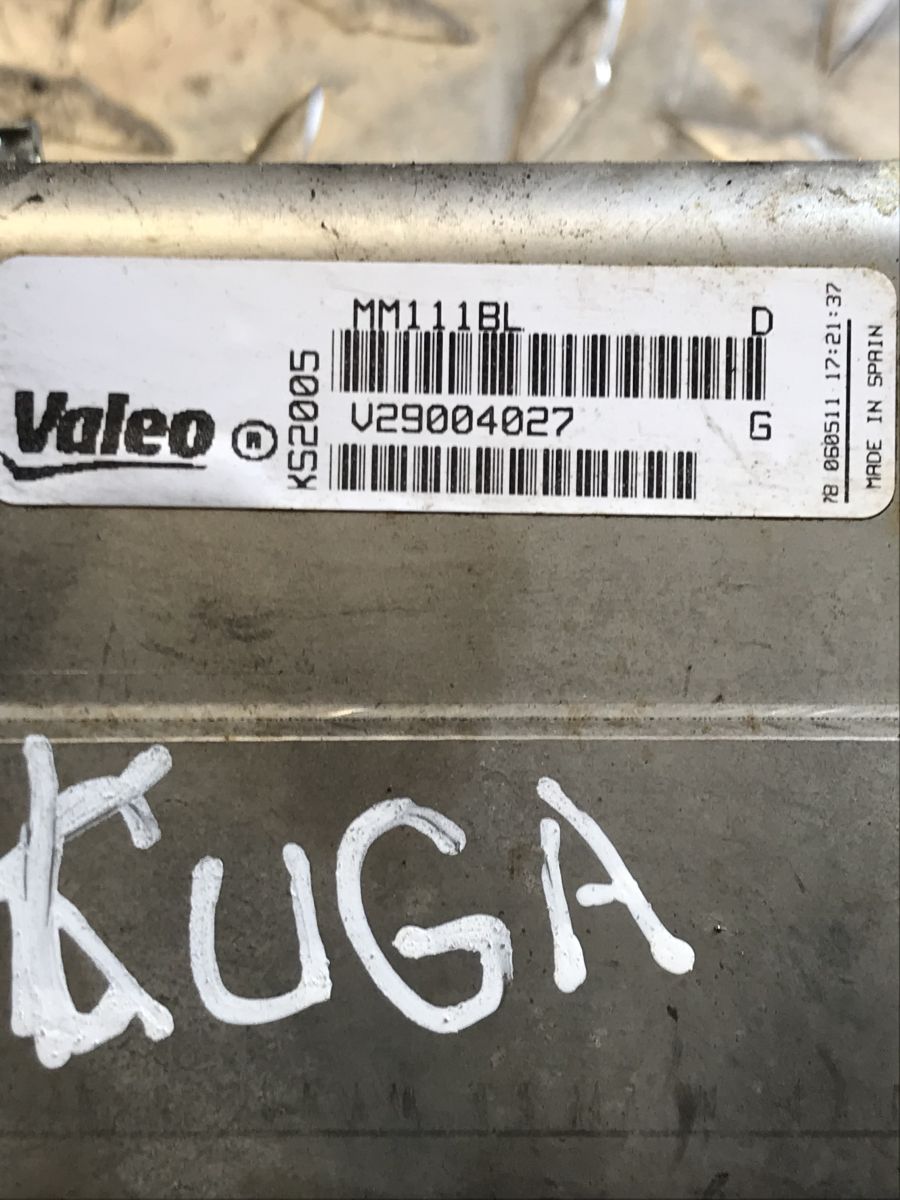 MM111BL D
Valeo ®
KS2005
V29004027 G
78 060511 17:21:37
MADE IN SPAIN
KUGA